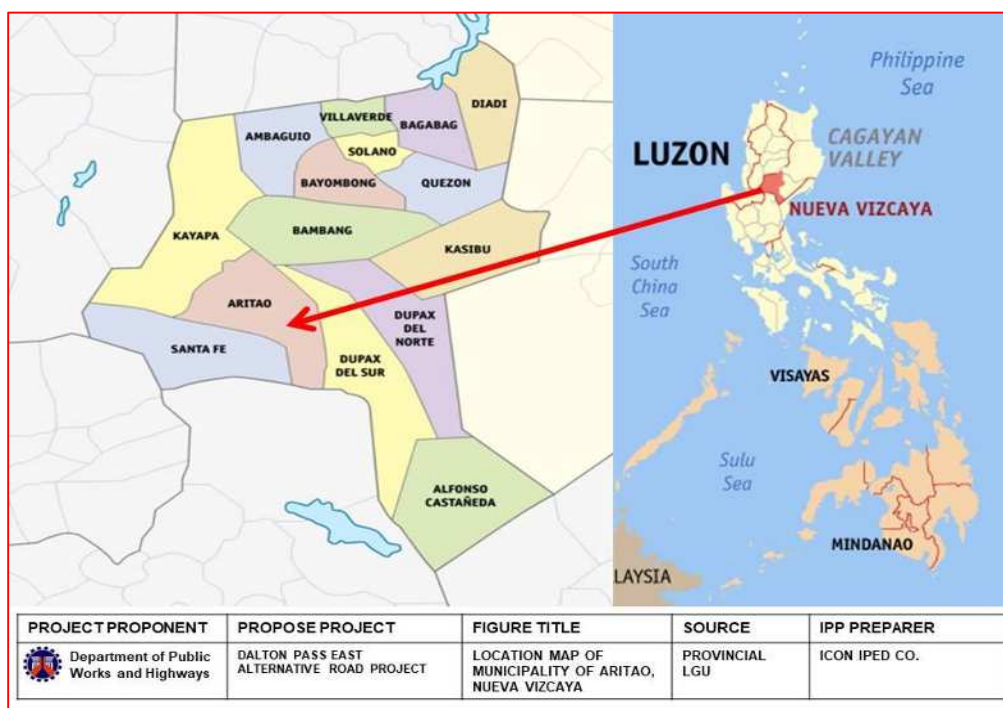 DIADI
VILLAVERDE
BAGABAG
AMBAGUIO
SOLANO
BAYOMBONG
QUEZON
KAYAPA
BAMBANG
KASIBU
ARITAO
SANTA FE
DUPAX
DEL
NORTE
DUPAX
DEL SUR
ALFONSO
CASTAÑEDA
Philippine
Sea
CAGAYAN
VALLEY
LUZON
NUEVA VIZCAYA
South
China
Sea
VISAYAS
Sulu
Sea
MINDANAO
LAYSIA
PROJECT PROPONENT
Department of Public
Works and Highways
PROPOSE PROJECT
DALTON PASS EAST
ALTERNATIVE ROAD PROJECT
FIGURE TITLE
LOCATION MAP OF
MUNICIPALITY OF ARITAO,
NUEVA VIZCAYA
SOURCE
PROVINCIAL
LGU
IPP PREPARER
ICON IPED CO.